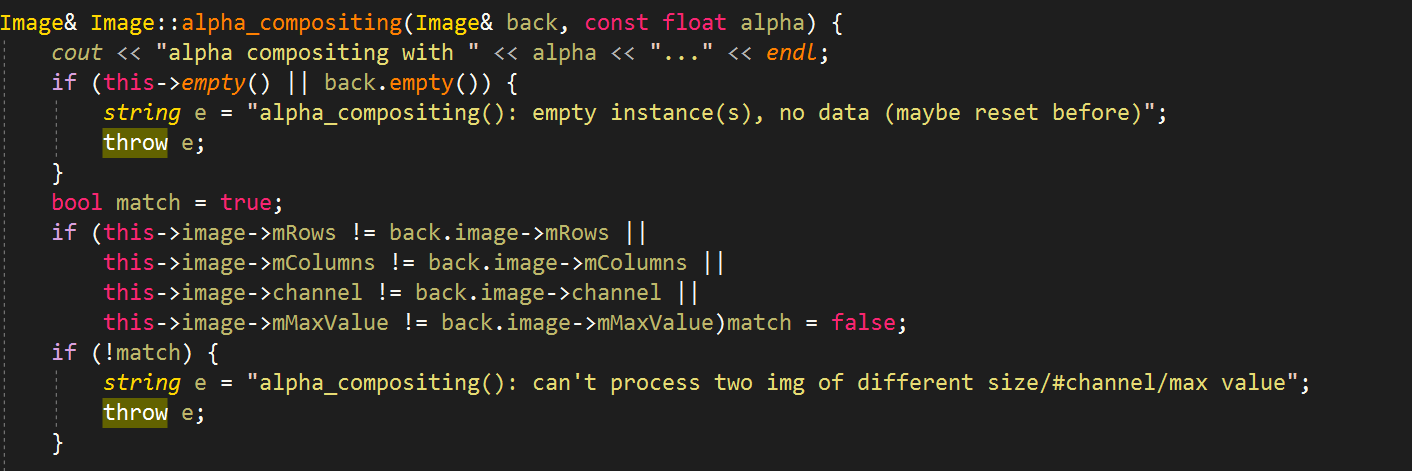 Image& Image::alpha_compositing(Image& back, const float alpha) {
    cout << "alpha compositing with " << alpha << "..." << endl;
    if (this->empty() || back.empty()) {
        string e = "alpha_compositing(): empty instance(s), no data (maybe reset before)";
        throw e;
    }
    bool match = true;
    if (this->image->mRows != back.image->mRows ||
        this->image->mColumns != back.image->mColumns ||
        this->image->channel != back.image->channel ||
        this->image->mMaxValue != back.image->mMaxValue)match = false;
    if (!match) {
        string e = "alpha_compositing(): can't process two img of different size/#channel/max value";
        throw e;
    }